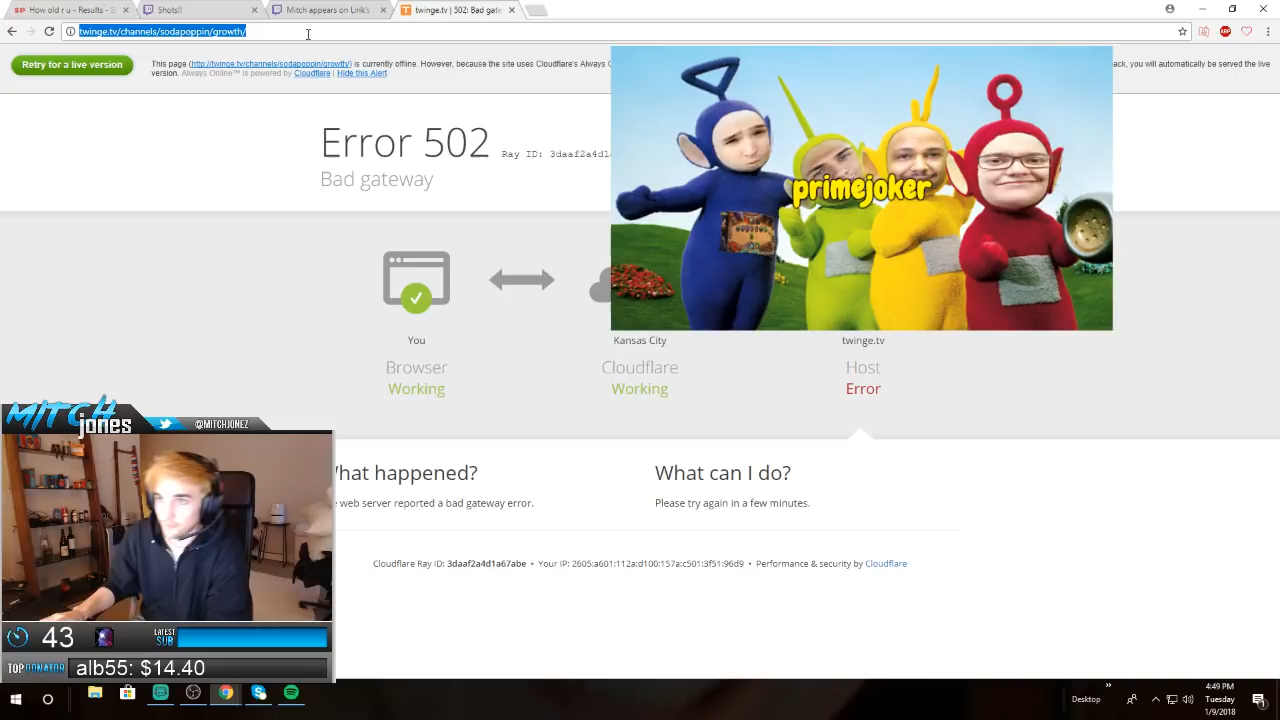 How old r u - Results - St
Shots!!
Mitch appears on Link's
twinge.tv | 502: Bad gate
twinge.tv/channels/sodapoppin/growth/
Retry for a live version
This page (http://twinge.tv/channels/sodapoppin/growth/) is currently offline. However, because the site uses Cloudflare's Always O
ack, you will automatically be served the live
version. Always Online™ is powered by Cloudflare | Hide this Alert
Error 502
Ray ID: 3daaf2a4d1
Bad gateway
primejoker
You
Kansas City
twinge.tv
Browser
Cloudflare
Host
Working
Working
Error
MITCH
jones
@MITCHJONEZ
hat happened?
What can I do?
web server reported a bad gateway error.
Please try again in a few minutes.
Cloudflare Ray ID: 3daaf2a4d1a67abe • Your IP: 2605:a601:112a:d100:157a:c501:3f51:96d9 • Performance & security by Cloudflare
43
LATEST
SUB
TOP DONATOR
alb55: $14.40
Desktop
4:49 PM
Tuesday
1/9/2018